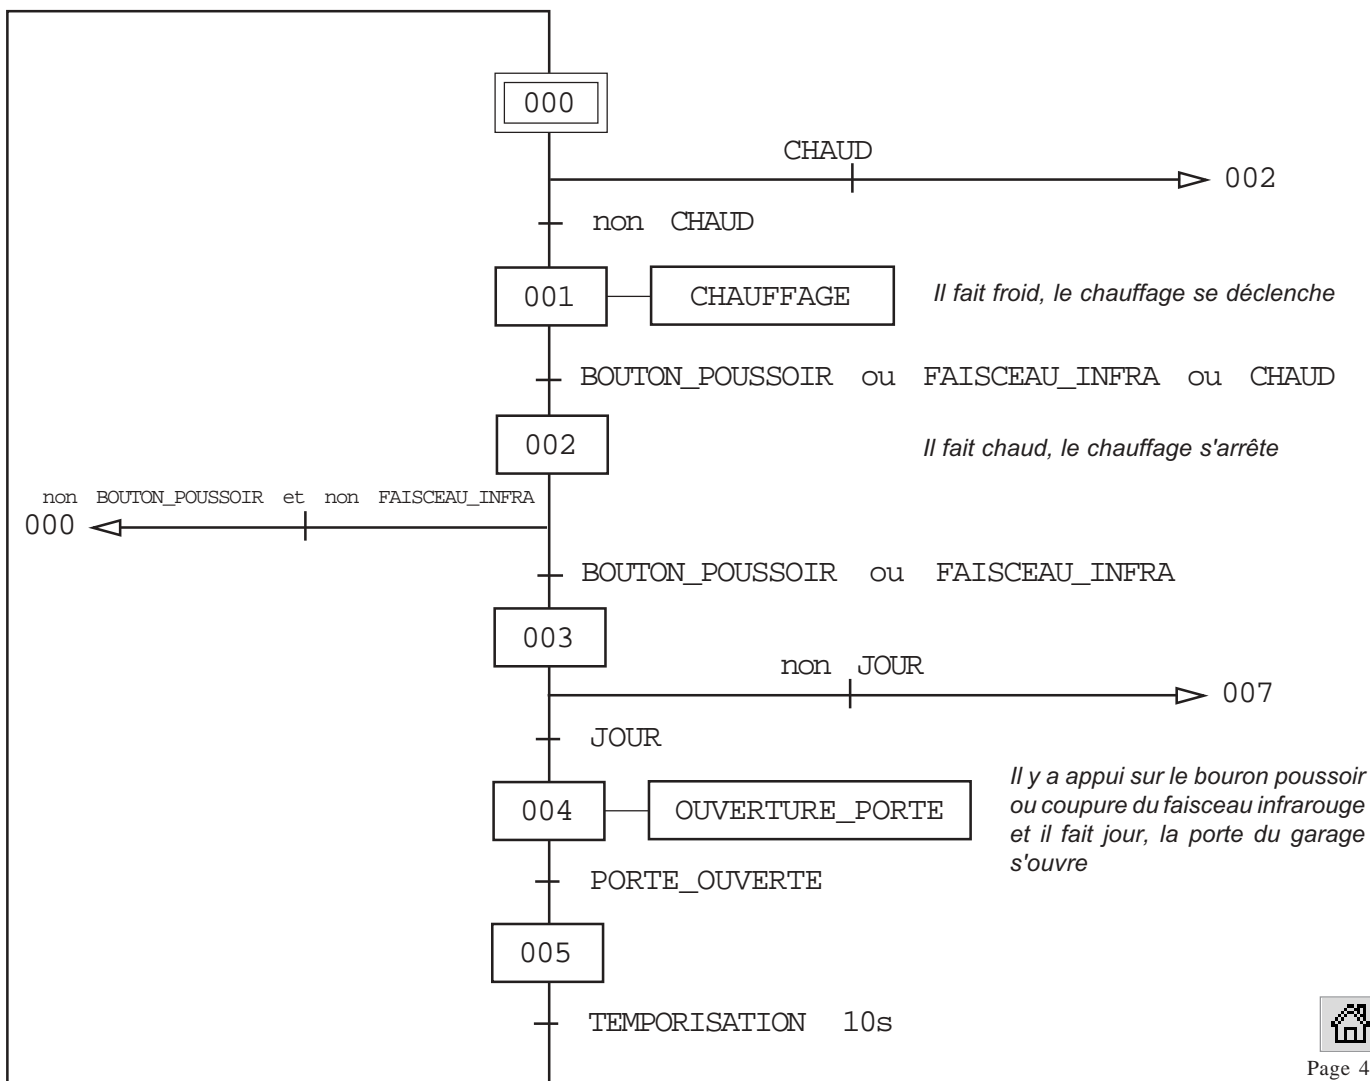 000
CHAUD
002
non CHAUD
001
CHAUFFAGE
Il fait froid, le chauffage se déclenche
BOUTON_POUSSOIR ou FAISCEAU_INFRA ou CHAUD
002
Il fait chaud, le chauffage s'arrête
non BOUTON_POUSSOIR et non FAISCEAU_INFRA
000
BOUTON_POUSSOIR ou FAISCEAU_INFRA
003
non JOUR
007
JOUR
004
OUVERTURE_PORTE
Il y a appui sur le bouron poussoir
ou coupure du faisceau infrarouge
et il fait jour, la porte du garage
s'ouvre
PORTE_OUVERTE
005
TEMPORISATION 10s
Page 4